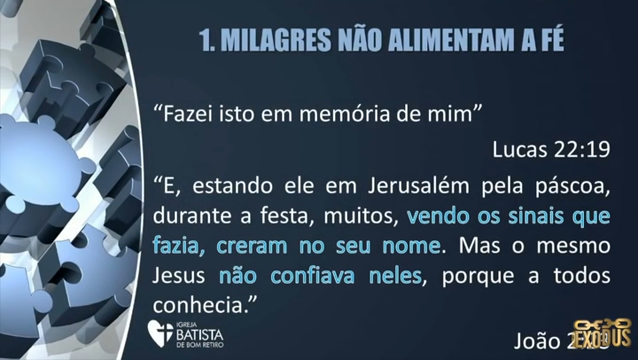 1. MILAGRES NÃO ALIMENTAM A FÉ
“Fazei isto em memória de mim”
Lucas 22:19
“E, estando ele em Jerusalém pela páscoa,
durante a festa, muitos, vendo os sinais que
fazia, creram no seu nome. Mas o mesmo
Jesus não confiava neles, porque a todos
conhecia.”
IGREJA
BATISTA
DE BOM RETIRO
João
EXODUS